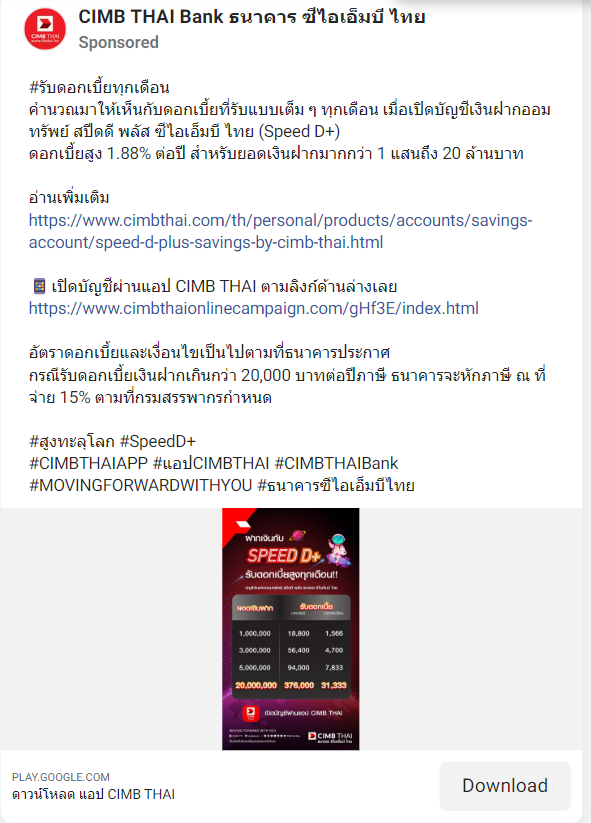 CIMB THAI Bank ธนาคาร ซีไอเอ็มบี ไทย
Sponsored
#รับดอกเบี้ยทุกเดือน
คำนวณมาให้เห็นกับดอกเบี้ยที่รับแบบเต็ม ๆ ทุกเดือน เมื่อเปิดบัญชีเงินฝากออม
ทรัพย์ สปีดดี พลัส ซีไอเอ็มบี ไทย (Speed D+)
ดอกเบี้ยสูง 1.88% ต่อปี สำหรับยอดเงินฝากมากกว่า 1 แสนถึง 20 ล้านบาท
อ่านเพิ่มเติม
https://www.cimbthai.com/th/personal/products/accounts/savings-
account/speed-d-plus-savings-by-cimb-thai.html
เปิดบัญชีผ่านแอป CIMB THAI ตามลิงก์ด้านล่างเลย
https://www.cimbthaionlinecampaign.com/gHf3E/index.html
อัตราดอกเบี้ยและเงื่อนไขเป็นไปตามที่ธนาคารประกาศ
กรณีรับดอกเบี้ยเงินฝากเกินกว่า 20,000 บาทต่อปีภาษี ธนาคารจะหักภาษี ณ ที่
จ่าย 15% ตามที่กรมสรรพากรกำหนด
#สูงทะลุโลก #SpeedD+
#CIMBTHAIAPP #แอปCIMBTHAI #CIMBTHAIBank
#MOVINGFORWARDWITHYOU #ธนาคารซีไอเอ็มบีไทย
ฝากเงินกับ
SPEED D+
รับดอกเบี้ยสูงทุกเดือน!!
ยอดเงินฝาก รับดอกเบี้ย
1,000,000 18,800 1,566
3,000,000 56,400 4,700
5,000,000 94,000 7,833
20,000,000 376,000 31,333
เปิดบัญชีผ่านแอป CIMB THAI
MOVING FORWARD WITH YOU
CIMB THAI
PLAY.GOOGLE.COM
ดาวน์โหลด แอป CIMB THAI
Download